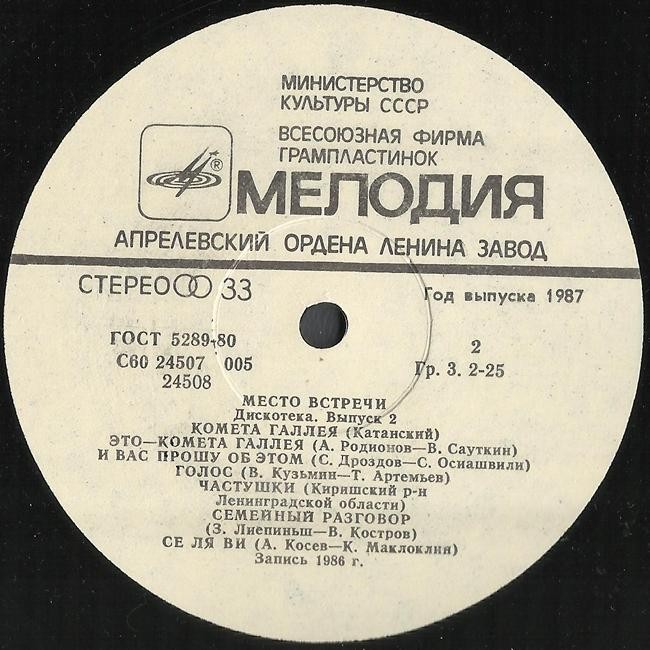 МИНИСТЕРСТВО
КУЛЬТУРЫ СССР
ВСЕСОЮЗНАЯ ФИРМА
ГРАМПЛАСТИНОК
®
МЕЛОДИЯ
АПРЕЛЕВСКИЙ ОРДЕНА ЛЕНИНА ЗАВОД
СТЕРЕО 33
Год выпуска 1987
ГОСТ 5289-80
С60 24507 005
24508
2
Гр. 3. 2-25
МЕСТО ВСТРЕЧИ
Дискотека. Выпуск 2
КОМЕТА ГАЛЛЕЯ (Катанский)
ЭТО—КОМЕТА ГАЛЛЕЯ (А. Родионов—В. Сауткин)
И ВАС ПРОШУ ОБ ЭТОМ (С. Дроздов—С. Осиашвили)
ГОЛОС (В. Кузьмин—Т. Артемьев)
ЧАСТУШКИ (Киришский р-н
Ленинградской области)
СЕМЕЙНЫЙ РАЗГОВОР
(З. Лиепиньш—В. Костров)
СЕ ЛЯ ВИ (А. Косев—К. Маклоклин)
Запись 1986 г.